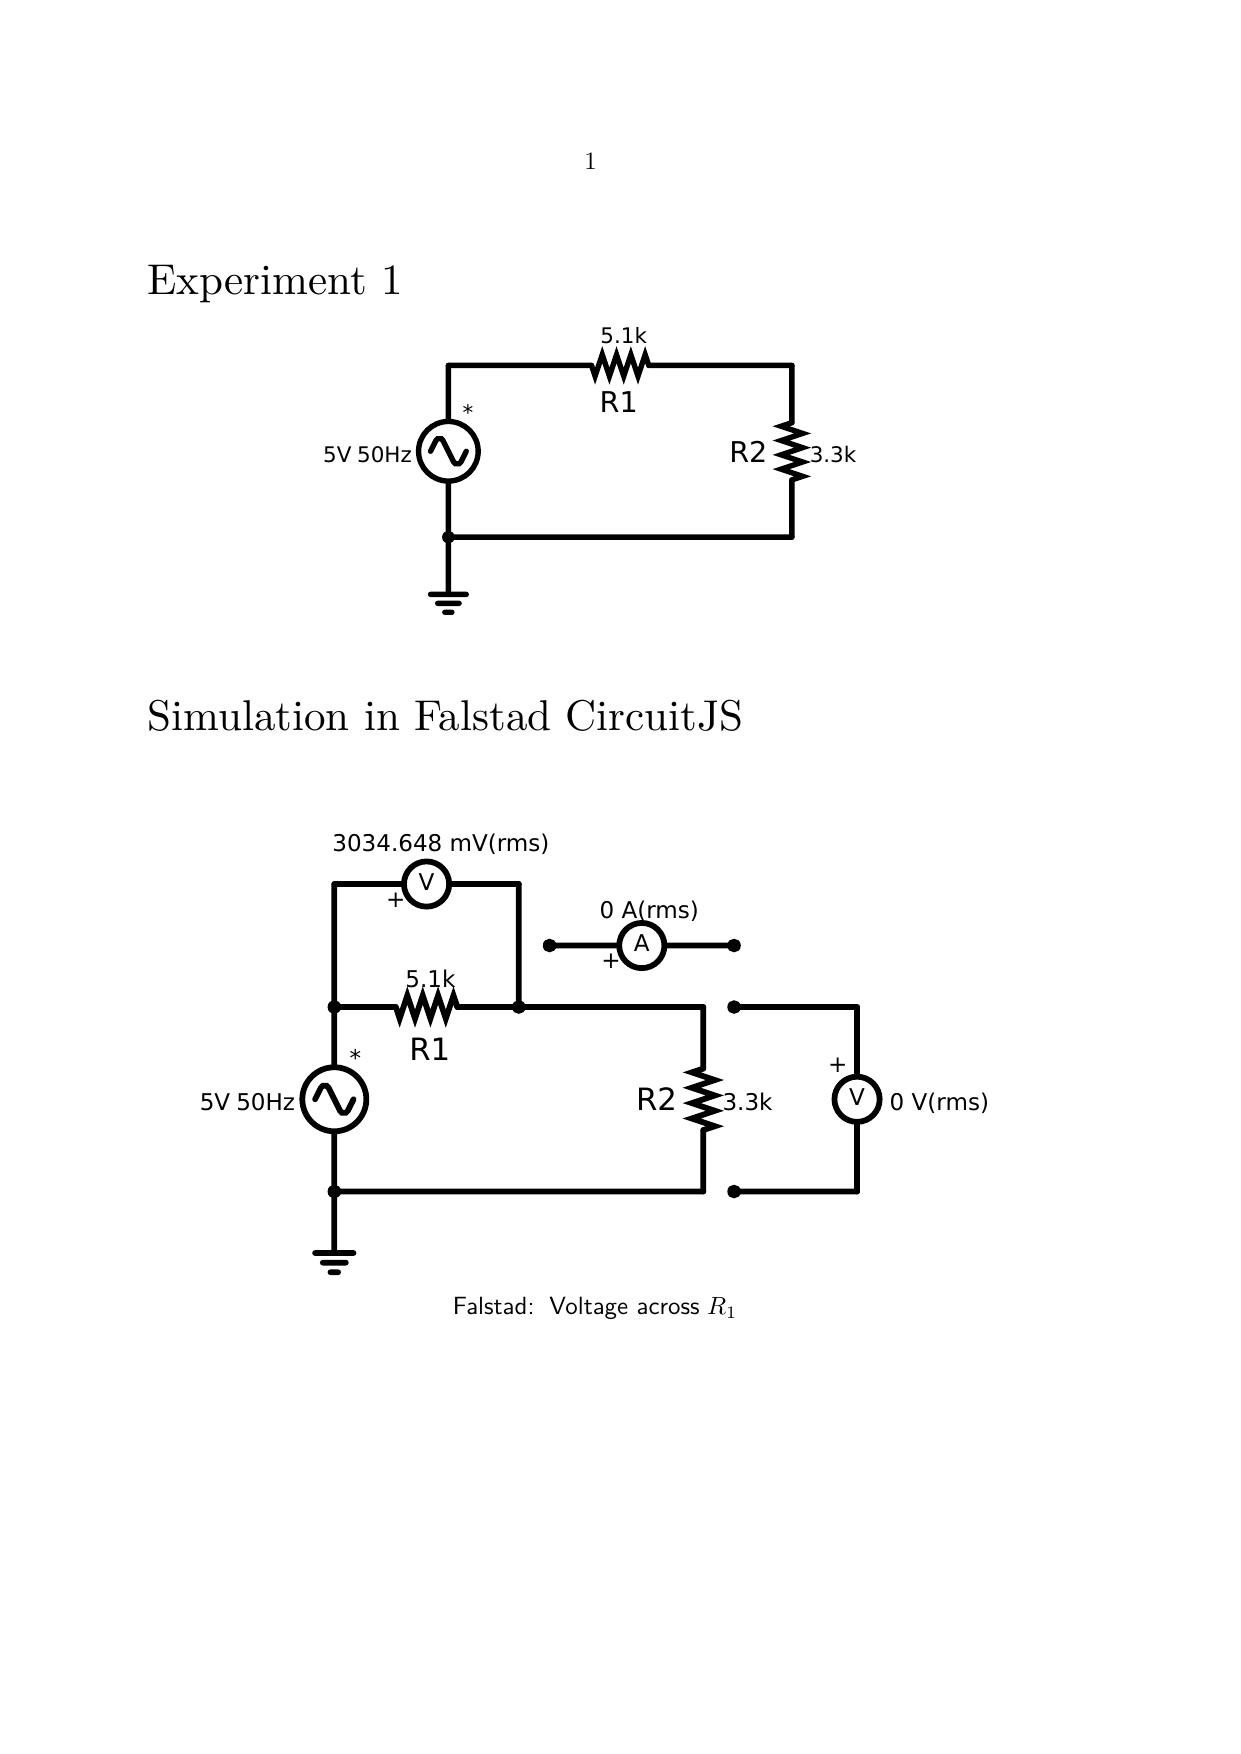 1
Experiment 1
5.1k
R1
*
5V 50Hz
R2
3.3k
Simulation in Falstad CircuitJS
3034.648 mV(rms)
V
+
0 A(rms)
A
+
5.1k
R1
*
+
5V 50Hz
R2
3.3k
V
0 V(rms)
Falstad: Voltage across R₁